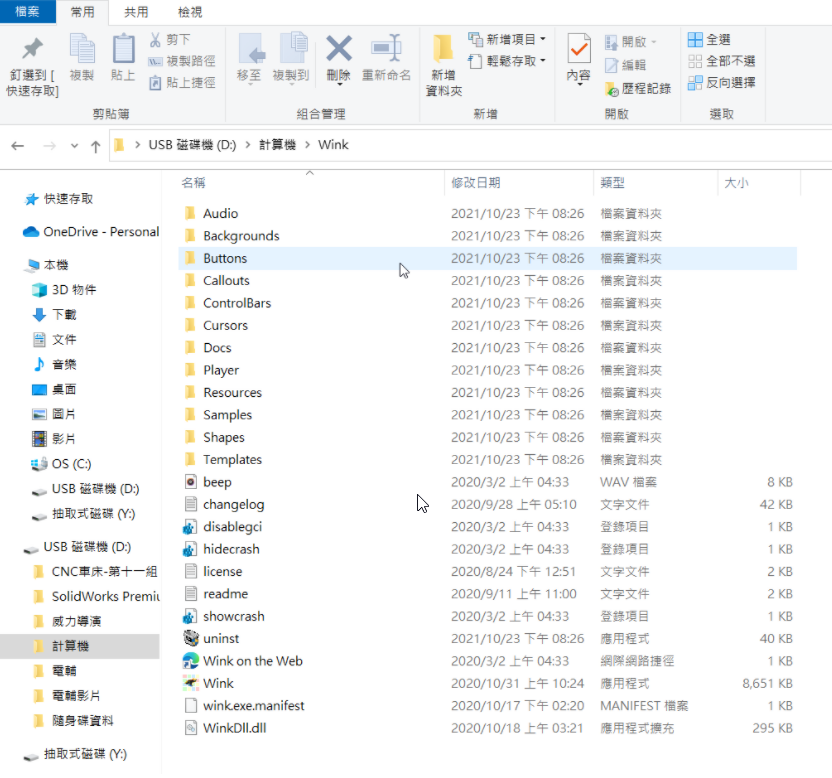 檔案 常用 共用 檢視
釘選到 [快速存取]
複製
貼上
剪下
複製路徑
貼上捷徑
剪貼簿
移至
複製到
刪除
重新命名
組合管理
新增資料夾
新增項目
輕鬆存取
新增
內容
開啟
編輯
歷程記錄
開啟
全選
全部不選
反向選擇
選取
USB 磁碟機 (D:) 計算機 Wink
快速存取
OneDrive - Personal
本機
3D 物件
下載
文件
音樂
桌面
圖片
影片
OS (C:)
USB 磁碟機 (D:)
抽取式磁碟 (Y:)
USB 磁碟機 (D:)
CNC車床-第十一組
SolidWorks Premiu
威力導演
計算機
電輔
電輔影片
隨身碟資料
抽取式磁碟 (Y:)
名稱 修改日期 類型 大小
Audio 2021/10/23 下午 08:26 檔案資料夾
Backgrounds 2021/10/23 下午 08:26 檔案資料夾
Buttons 2021/10/23 下午 08:26 檔案資料夾
Callouts 2021/10/23 下午 08:26 檔案資料夾
ControlBars 2021/10/23 下午 08:26 檔案資料夾
Cursors 2021/10/23 下午 08:26 檔案資料夾
Docs 2021/10/23 下午 08:26 檔案資料夾
Player 2021/10/23 下午 08:26 檔案資料夾
Resources 2021/10/23 下午 08:26 檔案資料夾
Samples 2021/10/23 下午 08:26 檔案資料夾
Shapes 2021/10/23 下午 08:26 檔案資料夾
Templates 2021/10/23 下午 08:26 檔案資料夾
beep 2020/3/2 上午 04:33 WAV 檔案 8 KB
changelog 2020/9/28 上午 05:10 文字文件 42 KB
disablegci 2020/3/2 上午 04:33 登錄項目 1 KB
hidecrash 2020/3/2 上午 04:33 登錄項目 1 KB
license 2020/8/24 下午 12:51 文字文件 2 KB
readme 2020/9/11 上午 11:00 文字文件 2 KB
showcrash 2020/3/2 上午 04:33 登錄項目 1 KB
uninst 2021/10/23 下午 08:26 應用程式 40 KB
Wink on the Web 2020/3/2 上午 04:33 網際網路捷徑 1 KB
Wink 2020/10/31 上午 10:24 應用程式 8,651 KB
wink.exe.manifest 2020/10/17 下午 02:20 MANIFEST 檔案 1 KB
WinkDll.dll 2020/10/18 上午 03:21 應用程式擴充 295 KB